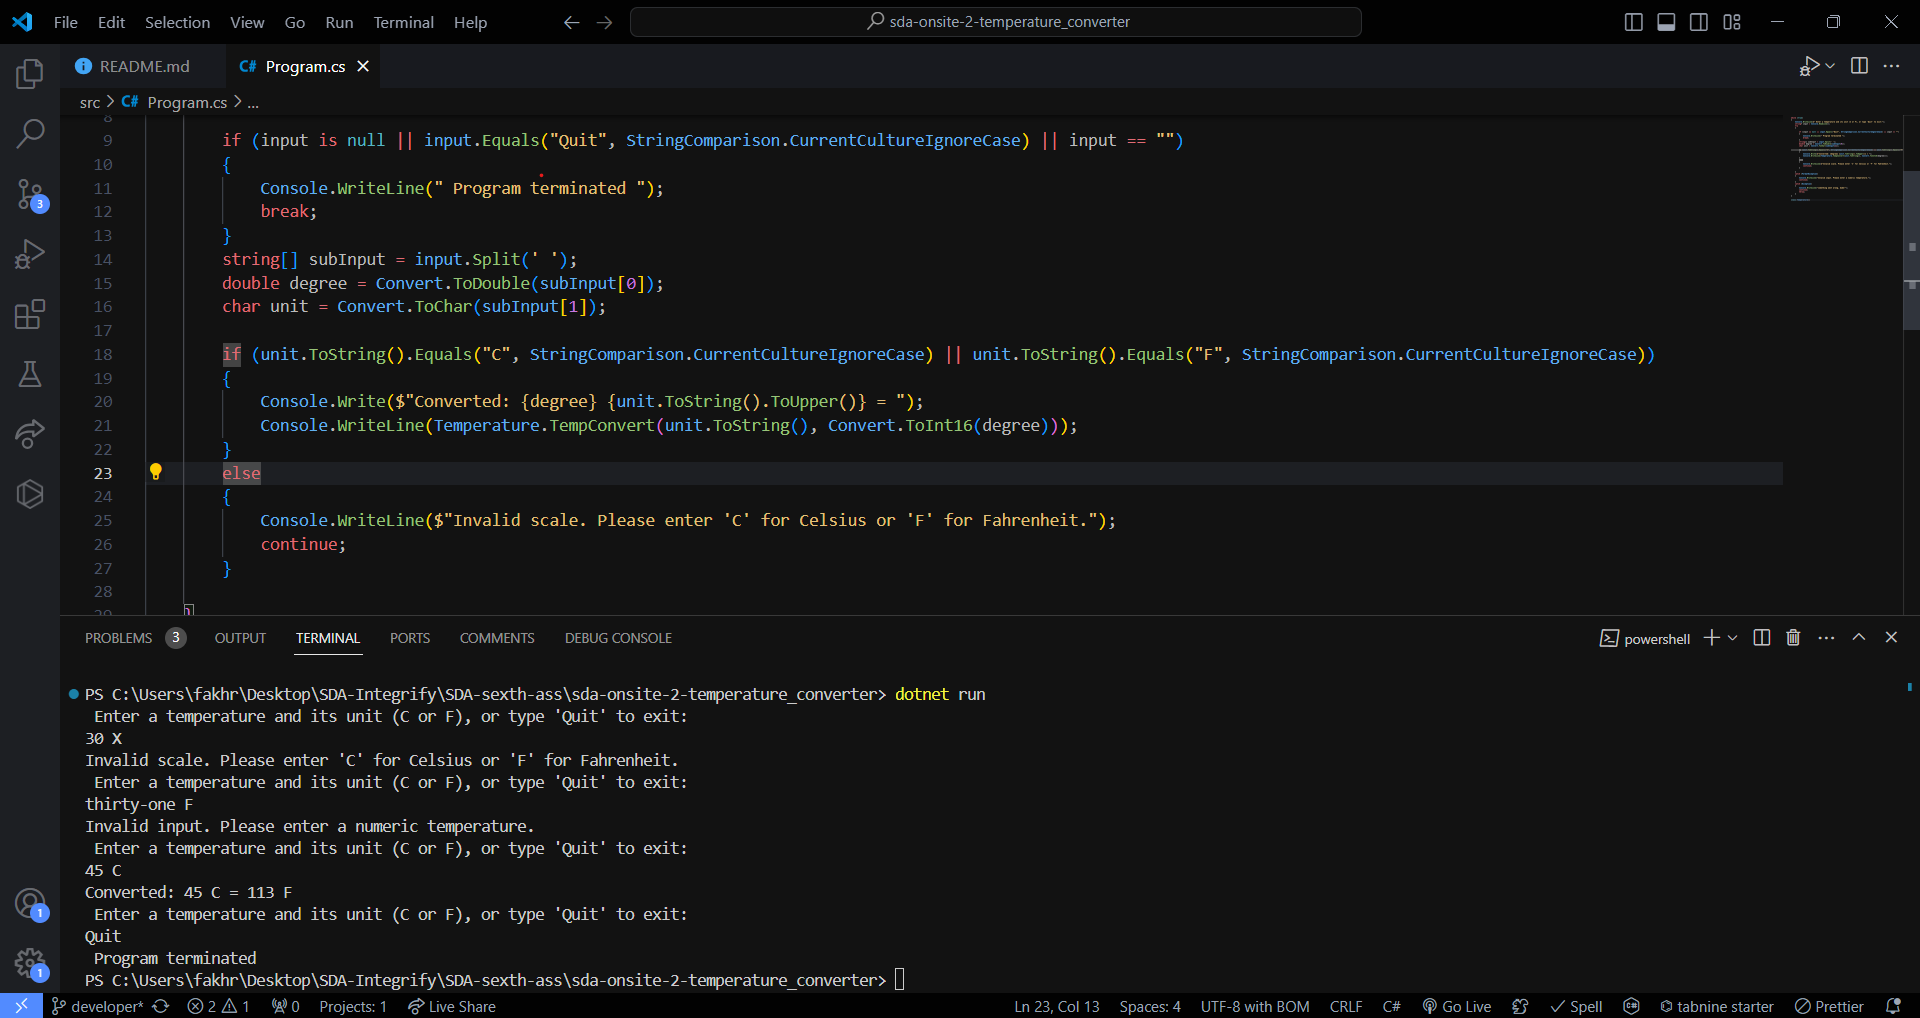 File Edit Selection View Go Run Terminal Help
sda-onsite-2-temperature_converter
README.md
C# Program.cs
src > C# Program.cs > ...
8
9 if (input is null || input.Equals("Quit", StringComparison.CurrentCultureIgnoreCase) || input == "")
10 {
11 Console.WriteLine(" Program terminated ");
12 break;
13 }
14 string[] subInput = input.Split(' ');
15 double degree = Convert.ToDouble(subInput[0]);
16 char unit = Convert.ToChar(subInput[1]);
17
18 if (unit.ToString().Equals("C", StringComparison.CurrentCultureIgnoreCase) || unit.ToString().Equals("F", StringComparison.CurrentCultureIgnoreCase))
19 {
20 Console.Write($"Converted: {degree} {unit.ToString().ToUpper()} = ");
21 Console.WriteLine(Temperature.TempConvert(unit.ToString(), Convert.ToInt16(degree)));
22 }
23 else
24 {
25 Console.WriteLine($"Invalid scale. Please enter 'C' for Celsius or 'F' for Fahrenheit.");
26 continue;
27 }
28
29 }
3
PROBLEMS 3 OUTPUT TERMINAL PORTS COMMENTS DEBUG CONSOLE
powershell
PS C:\Users\fakhr\Desktop\SDA-Integrify\SDA-sexth-ass\sda-onsite-2-temperature_converter> dotnet run
Enter a temperature and its unit (C or F), or type 'Quit' to exit:
30 X
Invalid scale. Please enter 'C' for Celsius or 'F' for Fahrenheit.
Enter a temperature and its unit (C or F), or type 'Quit' to exit:
thirty-one F
Invalid input. Please enter a numeric temperature.
Enter a temperature and its unit (C or F), or type 'Quit' to exit:
45 C
Converted: 45 C = 113 F
Enter a temperature and its unit (C or F), or type 'Quit' to exit:
Quit
Program terminated
PS C:\Users\fakhr\Desktop\SDA-Integrify\SDA-sexth-ass\sda-onsite-2-temperature_converter>
1
1
developer* 2 1 0 Projects: 1 Live Share
Ln 23, Col 13 Spaces: 4 UTF-8 with BOM CRLF C# Go Live Spell tabnine starter Prettier